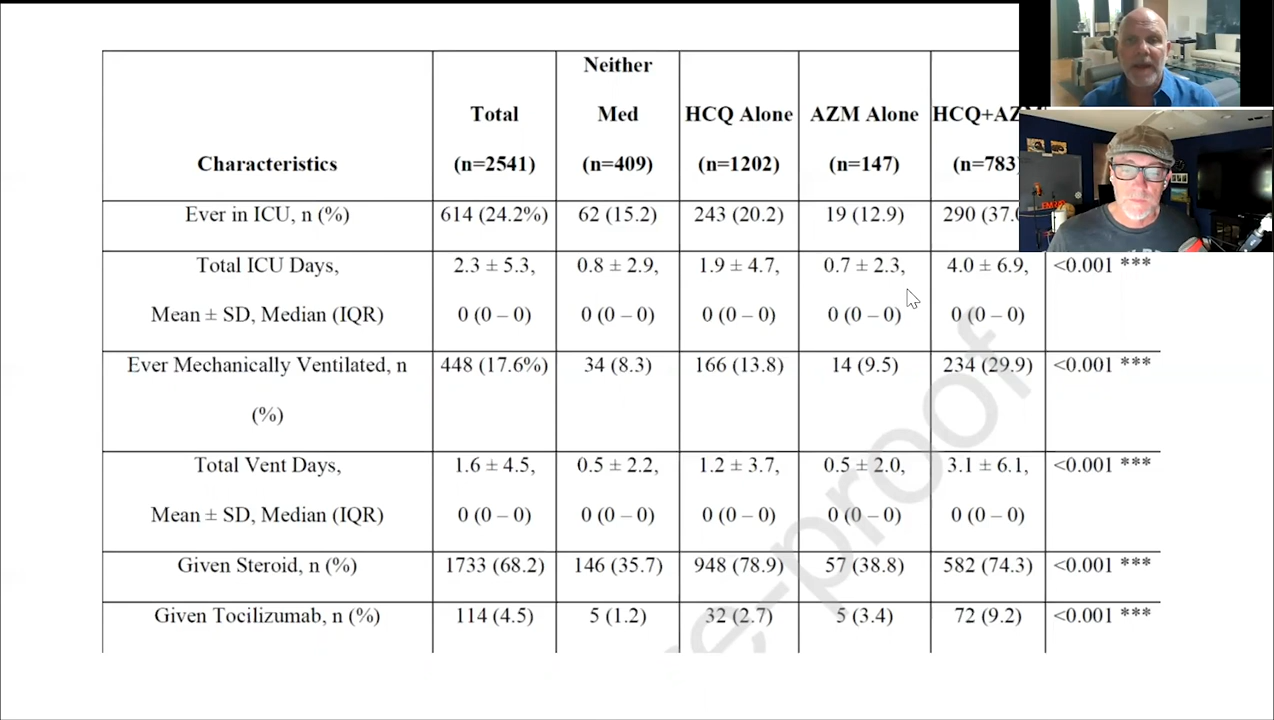 Characteristics
Total
(n=2541)
Neither
Med
(n=409)
HCQ Alone
(n=1202)
AZM Alone
(n=147)
(n=783)
Ever in ICU, n (%)
614 (24.2%)
62 (15.2)
243 (20.2)
19 (12.9)
290
Total ICU Days,
Mean ± SD, Median (IQR)
2.3 ± 5.3,
0 (0 – 0)
0.8 ± 2.9,
0 (0 – 0)
1.9 ± 4.7,
0 (0 – 0)
0.7 ± 2.3,
0 (0 – 0)
4.0 ± 6.9,
0 (0 – 0)
<0.001 ***
Ever Mechanically Ventilated, n
(%)
448 (17.6%)
34 (8.3)
166 (13.8)
14 (9.5)
234 (29.9)
<0.001 ***
Total Vent Days,
Mean ± SD, Median (IQR)
1.6 ± 4.5,
0 (0 – 0)
0.5 ± 2.2,
0 (0 – 0)
1.2 ± 3.7,
0 (0 – 0)
0.5 ± 2.0,
0 (0 – 0)
3.1 ± 6.1,
0 (0 – 0)
<0.001 ***
Given Steroid, n (%)
1733 (68.2)
146 (35.7)
948 (78.9)
57 (38.8)
582 (74.3)
<0.001 ***
Given Tocilizumab, n (%)
114 (4.5)
5 (1.2)
32 (2.7)
5 (3.4)
72 (9.2)
<0.001 ***
e-proof